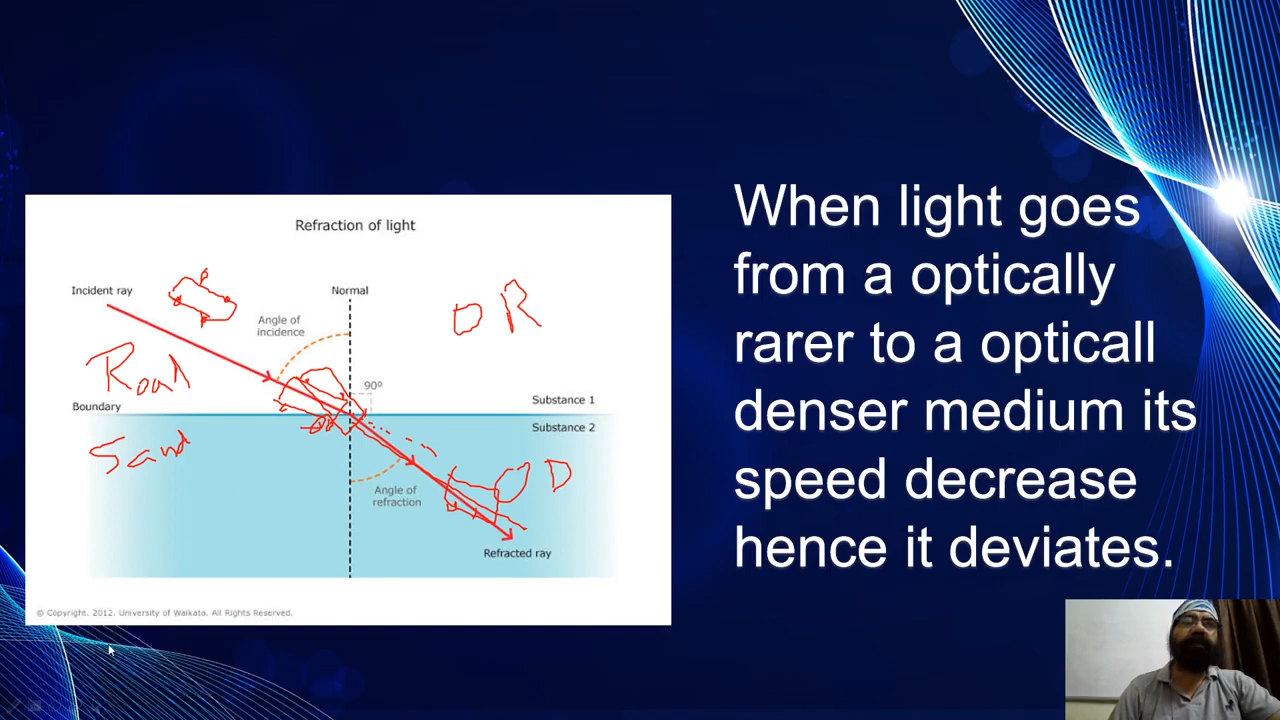 Refraction of light
Incident ray
Normal
Angle of
incidence
O R
Road
90º
Boundary
Substance 1
Substance 2
Sand
O D
Angle of
refraction
Refracted ray
© Copyright. 2012. University of Waikato. All Rights Reserved.
When light goes
from a optically
rarer to a opticall
denser medium its
speed decrease
hence it deviates.